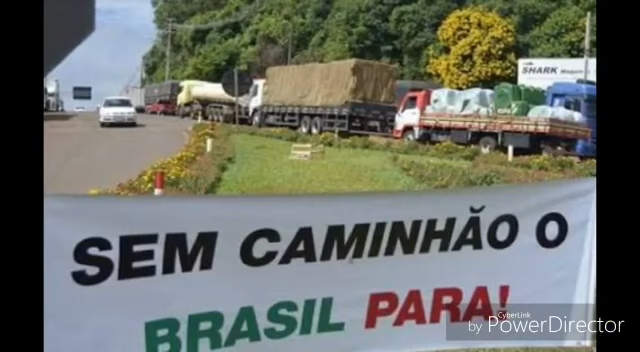 SHARK
SEM CAMINHÃO O
BRASIL PARA!
CyberLink
by PowerDirector